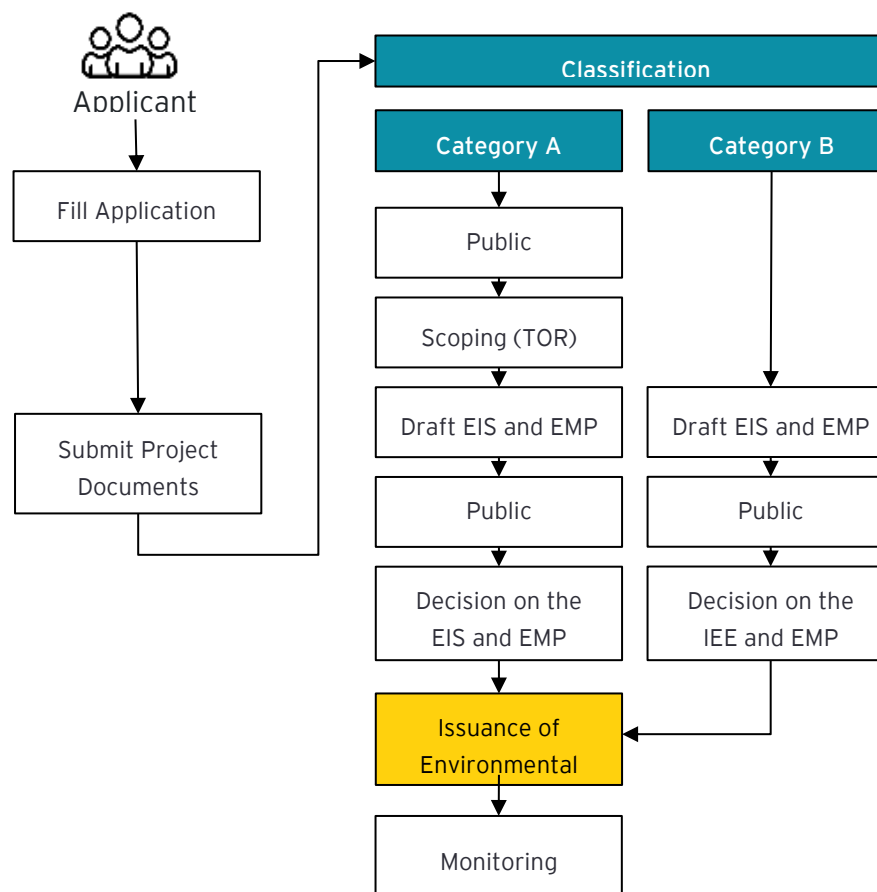 Applicant
Fill Application
Submit Project
Documents
Classification
Category A
Category B
Public
Scoping (TOR)
Draft EIS and EMP
Public
Decision on the
EIS and EMP
Draft EIS and EMP
Public
Decision on the
IEE and EMP
Issuance of
Environmental
Monitoring